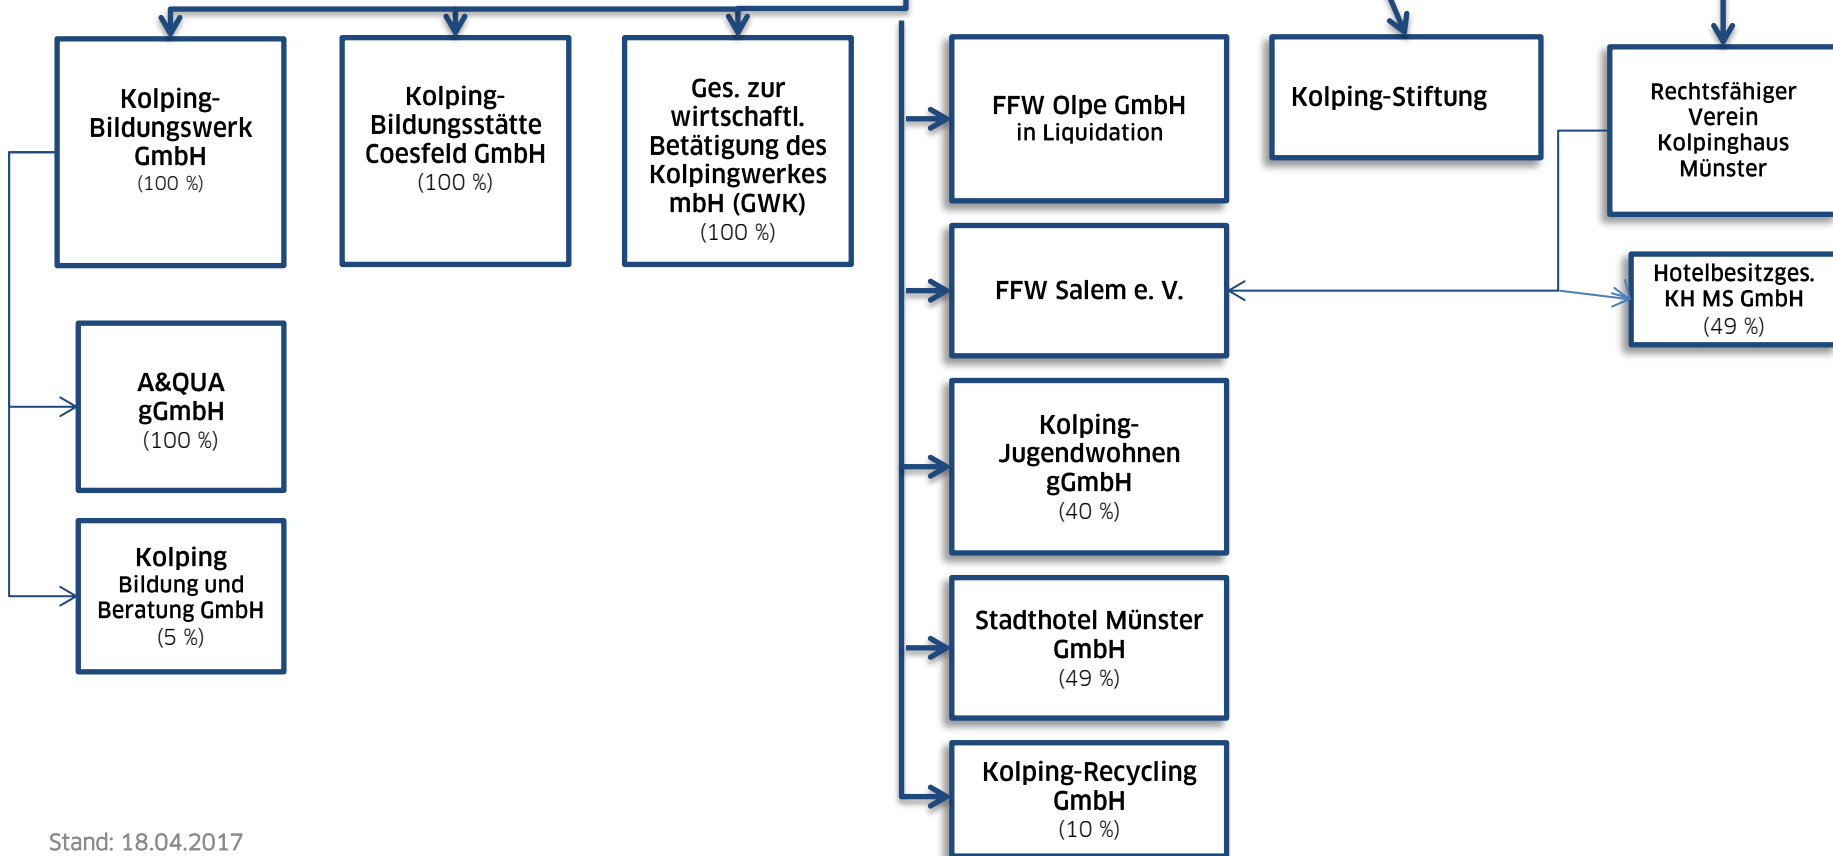 Kolping-
Bildungswerk
GmbH
(100 %)
Kolping-
Bildungsstätte
Coesfeld GmbH
(100 %)
Ges. zur
wirtschaftl.
Betätigung des
Kolpingwerkes
mbH (GWK)
(100 %)
FFW Olpe GmbH
in Liquidation
Kolping-Stiftung
Rechtsfähiger
Verein
Kolpinghaus
Münster
FFW Salem e. V.
Hotelbesitzges.
KH MS GmbH
(49 %)
A&QUA
gGmbH
(100 %)
Kolping-
Jugendwohnen
gGmbH
(40 %)
Kolping
Bildung und
Beratung GmbH
(5 %)
Stadthotel Münster
GmbH
(49 %)
Kolping-Recycling
GmbH
(10 %)
Stand: 18.04.2017